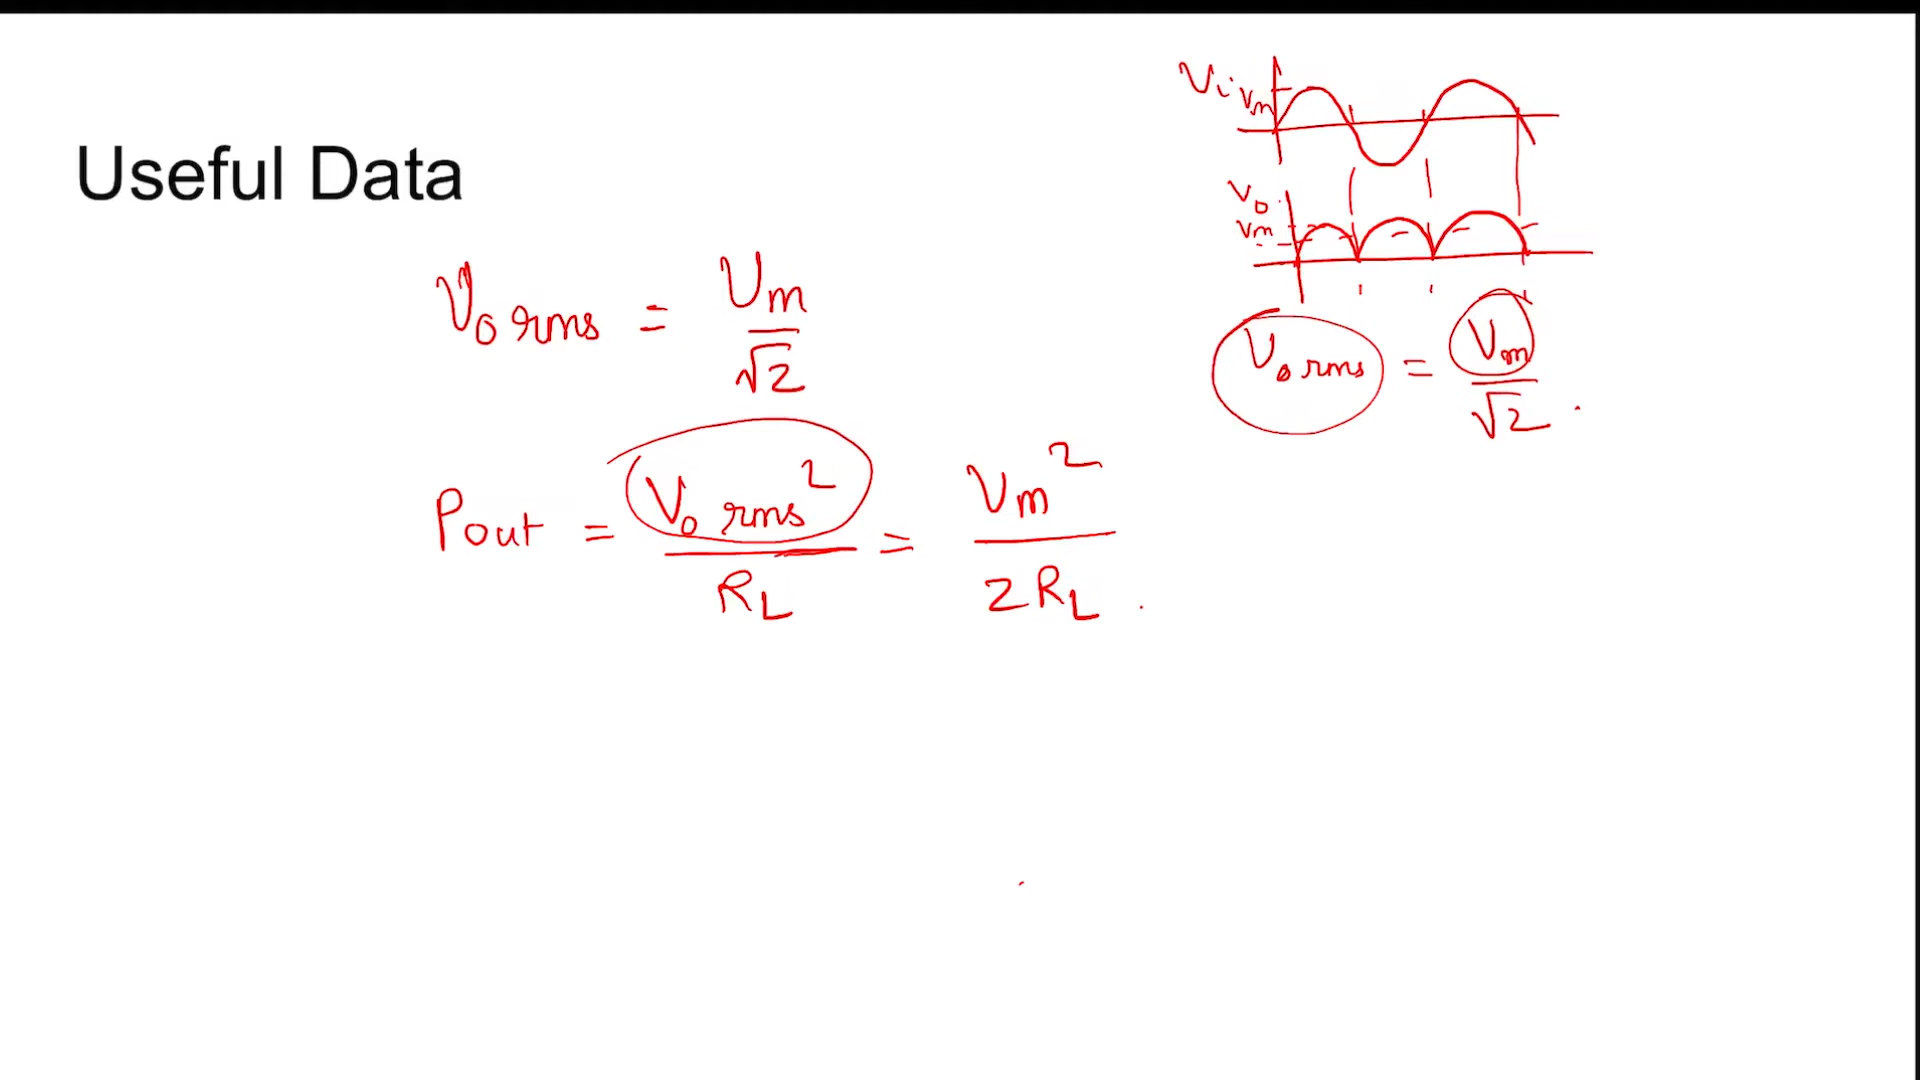 Useful Data
Vi Vm
Vo
Vm
Vo rms = Vm/√2
Vo rms = Vm/√2 .
Pout = Vo rms²/RL = Vm²/2RL .